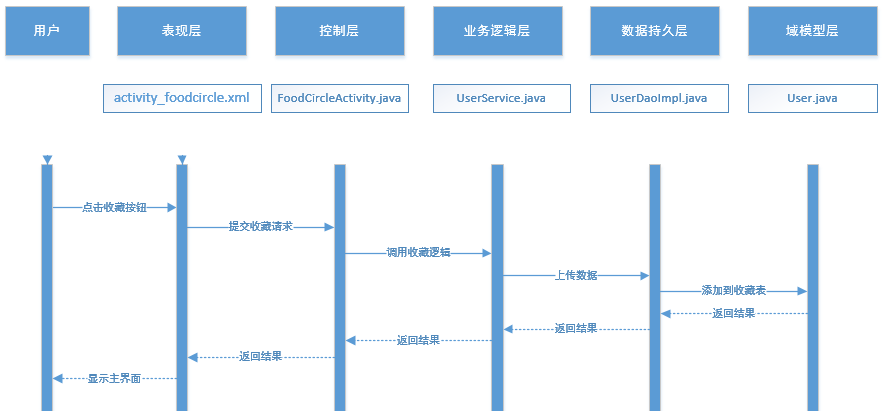 用户
表现层
控制层
业务逻辑层
数据持久层
域模型层
activity_foodcircle.xml
FoodCircleActivity.java
UserService.java
UserDaoImpl.java
User.java
点击收藏按钮
提交收藏请求
调用收藏逻辑
上传数据
添加到收藏表
返回结果
返回结果
返回结果
返回结果
显示主界面